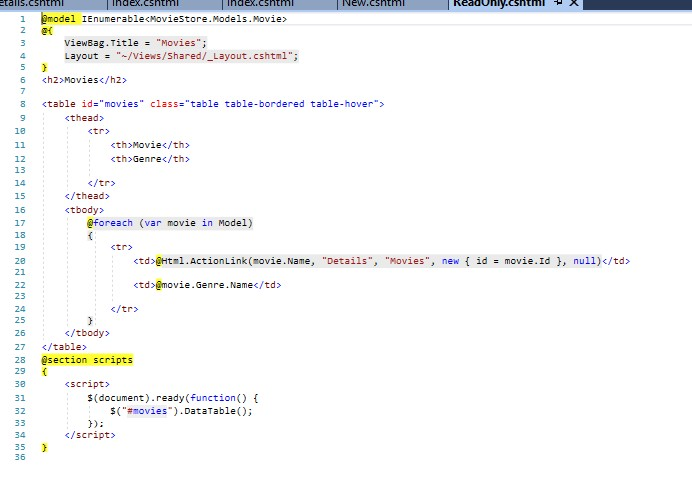 etails.cshtml Index.cshtml Index.cshtml New.cshtml ReadOnly.cshtml X
1 @model IEnumerable<MovieStore.Models.Movie>
2 @{
3 ViewBag.Title = "Movies";
4 Layout = "~/Views/Shared/_Layout.cshtml";
5 }
6 <h2>Movies</h2>
7
8 <table id="movies" class="table table-bordered table-hover">
9 <thead>
10 <tr>
11 <th>Movie</th>
12 <th>Genre</th>
13
14 </tr>
15 </thead>
16 <tbody>
17 @foreach (var movie in Model)
18 {
19 <tr>
20 <td>@Html.ActionLink(movie.Name, "Details", "Movies", new { id = movie.Id }, null)</td>
21
22 <td>@movie.Genre.Name</td>
23
24 </tr>
25 }
26 </tbody>
27 </table>
28 @section scripts
29 {
30 <script>
31 $(document).ready(function() {
32 $("#movies").DataTable();
33 });
34 </script>
35 }
36